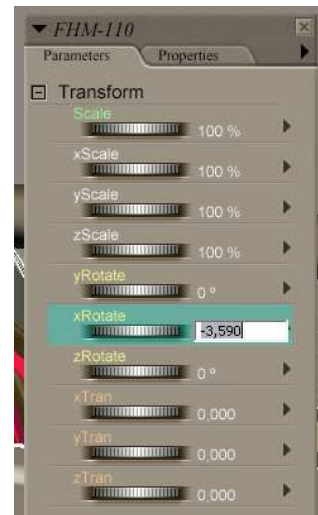 FHM-110
Parameters Properties
Transform
Scale
100 %
xScale
100 %
yScale
100 %
zScale
100 %
yRotate
0 °
xRotate
-3,590
zRotate
0 °
xTran
0,000
yTran
0,000
zTran
0,000